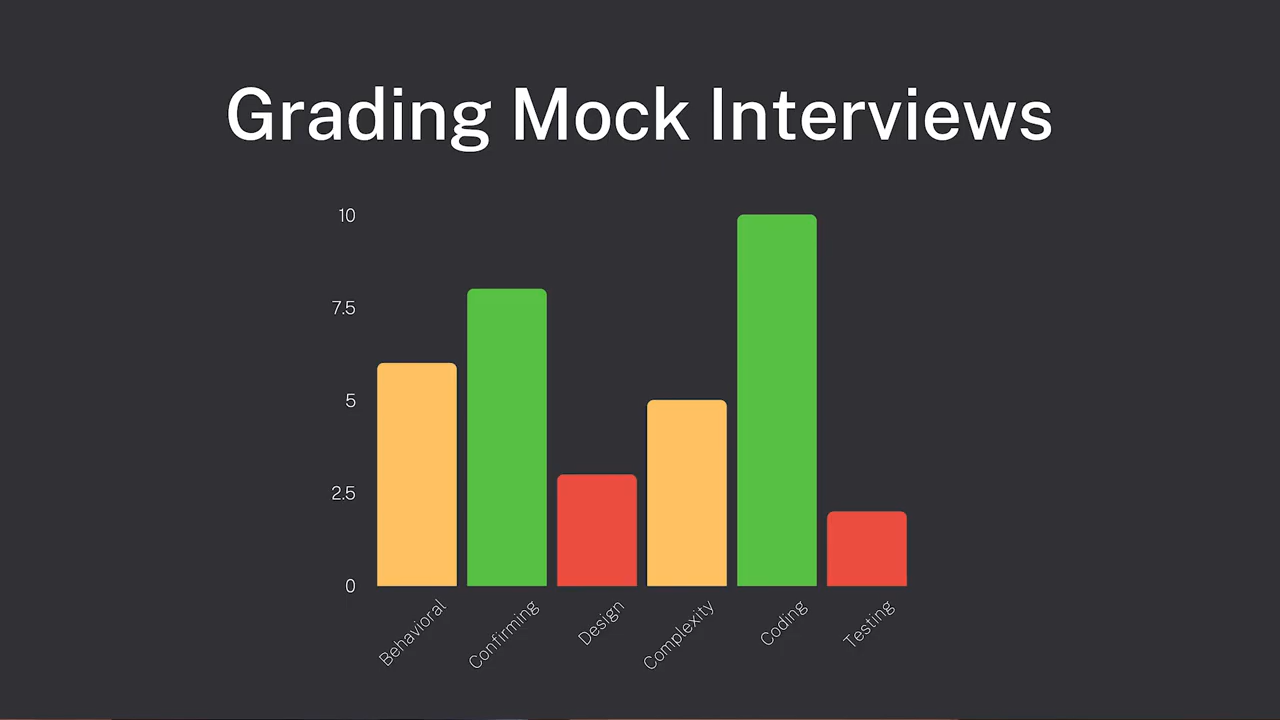 Grading Mock Interviews
10
7.5
5
2.5
0
Behavioral
Confirming
Design
Complexity
Coding
Testing